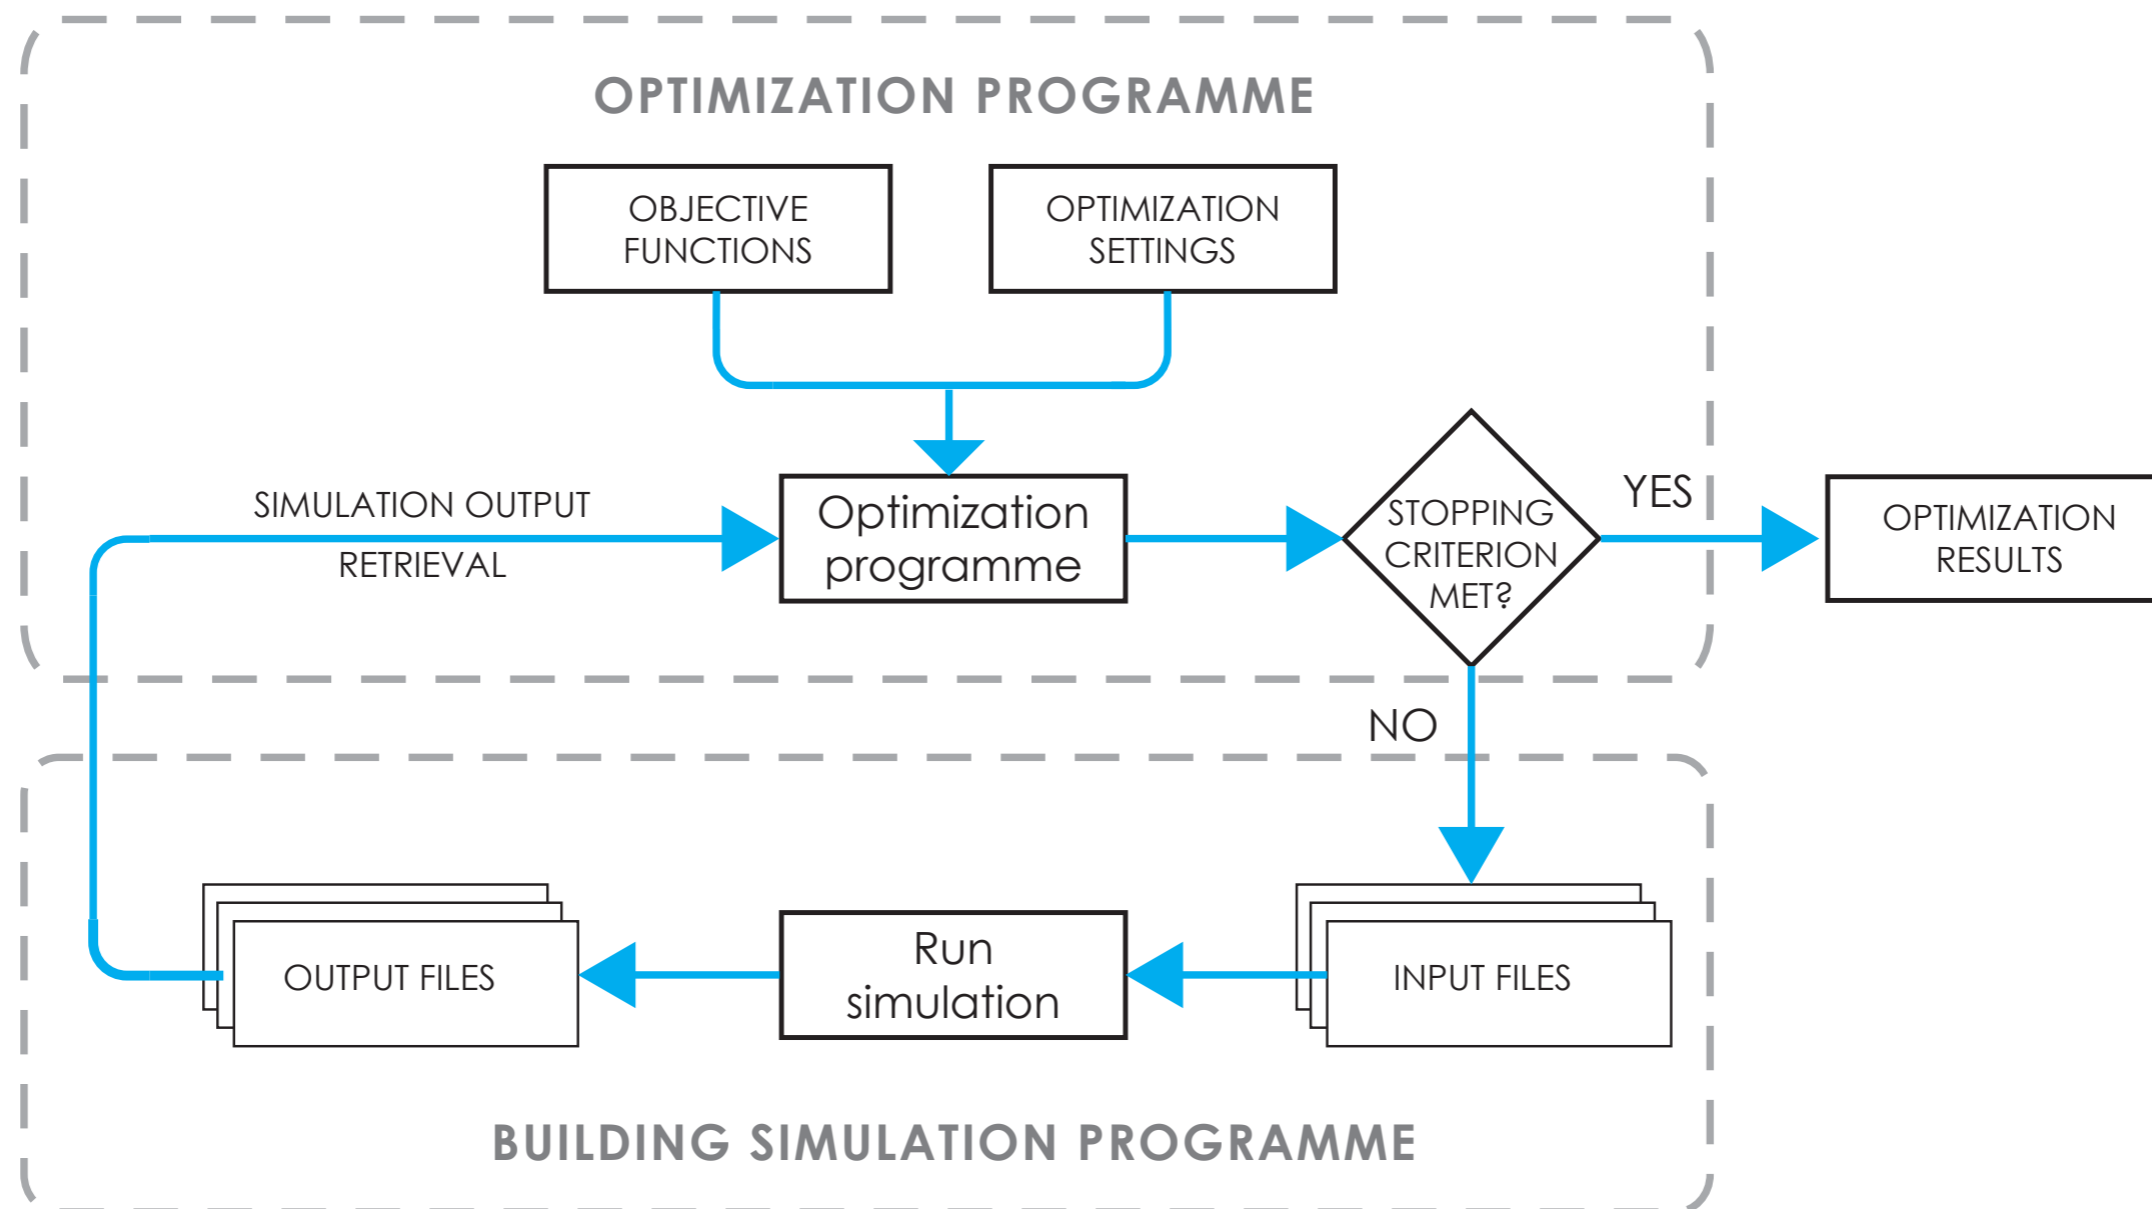 OPTIMIZATION PROGRAMME
OBJECTIVE
FUNCTIONS
OPTIMIZATION
SETTINGS
SIMULATION OUTPUT
RETRIEVAL
Optimization
programme
STOPPING
CRITERION
MET?
YES
OPTIMIZATION
RESULTS
NO
OUTPUT FILES
Run
simulation
INPUT FILES
BUILDING SIMULATION PROGRAMME